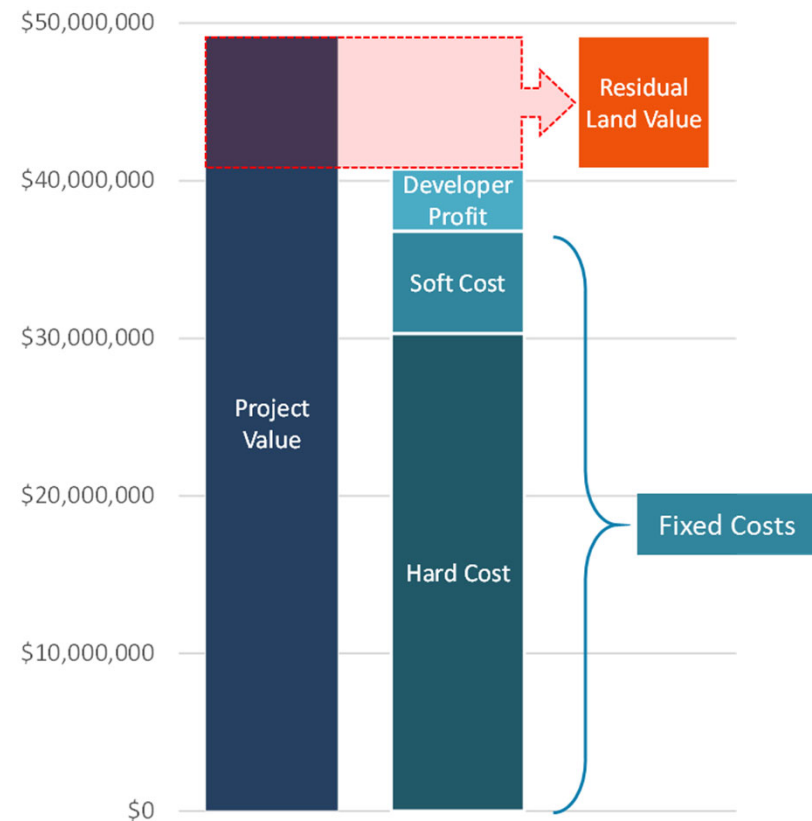 $50,000,000
Residual
Land Value
$40,000,000
Developer
Profit
Soft Cost
$30,000,000
Project
Value
$20,000,000
Fixed Costs
Hard Cost
$10,000,000
$0